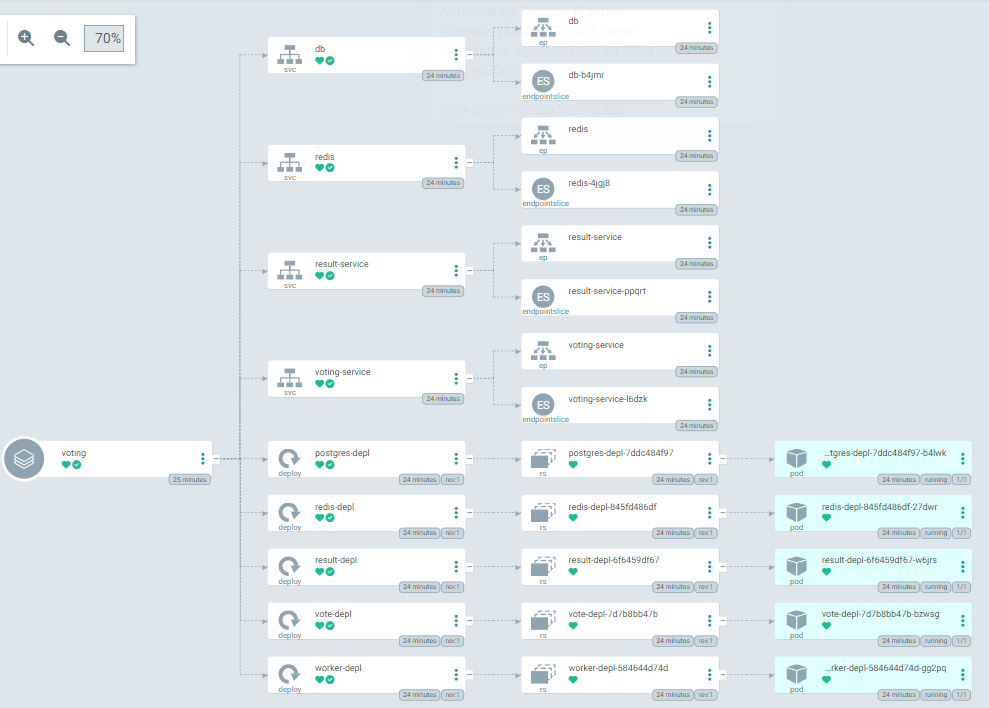 70%
db
svc
24 minutes
db
ep
24 minutes
ES
db-b4jmr
endpointslice
24 minutes
redis
svc
24 minutes
redis
ep
24 minutes
ES
redis-4jgj8
endpointslice
24 minutes
result-service
svc
24 minutes
result-service
ep
24 minutes
ES
result-service-ppqrt
endpointslice
24 minutes
voting-service
svc
24 minutes
voting-service
ep
24 minutes
ES
voting-service-l6dzk
endpointslice
24 minutes
voting
25 minutes
postgres-depl
deploy
24 minutes rev:1
postgres-depl-7ddc484f97
rs
24 minutes rev:1
...tgres-depl-7ddc484f97-b4lwk
pod
24 minutes running 1/1
redis-depl
deploy
24 minutes rev:1
redis-depl-845fd486df
rs
24 minutes rev:1
redis-depl-845fd486df-27dwr
pod
24 minutes running 1/1
result-depl
deploy
24 minutes rev:1
result-depl-6f6459df67
rs
24 minutes rev:1
result-depl-6f6459df67-w6jrs
pod
24 minutes running 1/1
vote-depl
deploy
24 minutes rev:1
vote-depl-7d7b8bb47b
rs
24 minutes rev:1
vote-depl-7d7b8bb47b-bzwsg
pod
24 minutes running 1/1
worker-depl
deploy
24 minutes rev:1
worker-depl-584644d74d
rs
24 minutes rev:1
...rker-depl-584644d74d-gg2pq
pod
24 minutes running 1/1